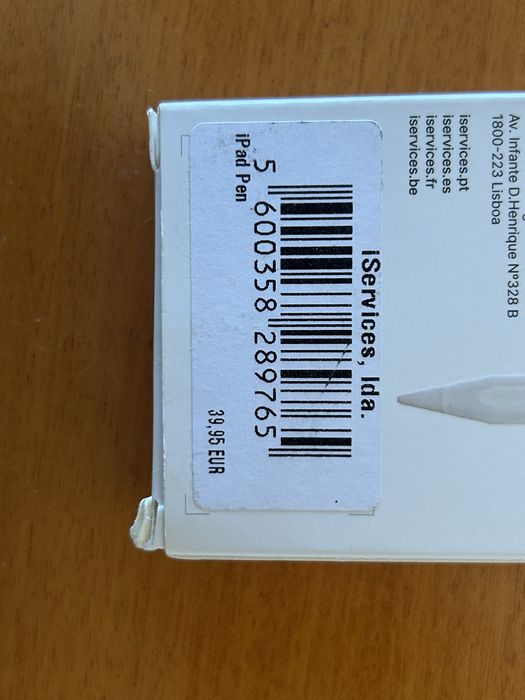 Av. Infante D.Henrique Nº328 B
1800-223 Lisboa
iservices.pt
iservices.es
iservices.fr
iservices.be
iServices, lda.
5 600358 289765
iPad Pen
39,95 EUR